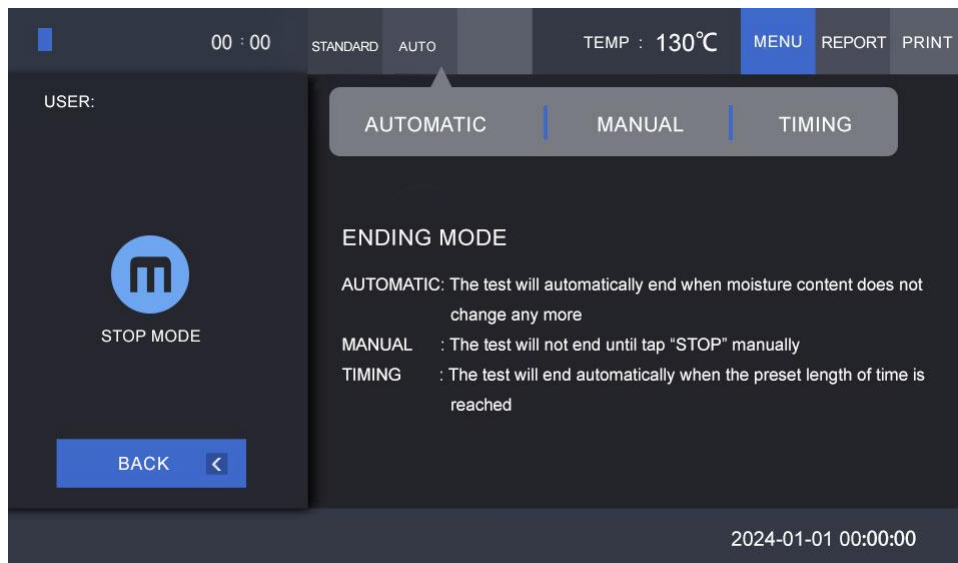 00 : 00 STANDARD AUTO TEMP : 130℃ MENU REPORT PRINT
USER:
AUTOMATIC MANUAL TIMING
ENDING MODE
AUTOMATIC: The test will automatically end when moisture content does not
change any more
MANUAL : The test will not end until tap “STOP” manually
TIMING : The test will end automatically when the preset length of time is
reached
m
STOP MODE
BACK <
2024-01-01 00:00:00